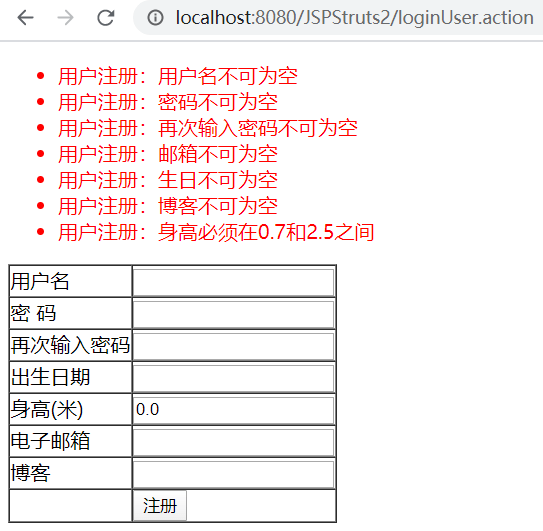 localhost:8080/JSPStruts2/loginUser.action
用户注册：用户名不可为空
用户注册：密码不可为空
用户注册：再次输入密码不可为空
用户注册：邮箱不可为空
用户注册：生日不可为空
用户注册：博客不可为空
用户注册：身高必须在0.7和2.5之间
用户名
密 码
再次输入密码
出生日期
身高(米) 0.0
电子邮箱
博客
注册